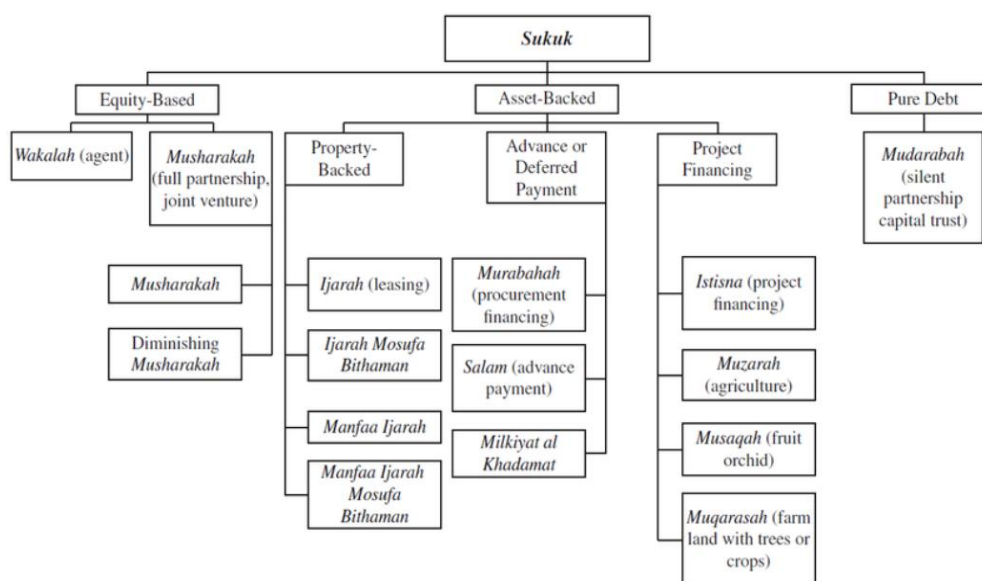 Sukuk
Equity-Based
Asset-Backed
Pure Debt
Wakalah (agent)
Musharakah
(full partnership,
joint venture)
Property-
Backed
Advance or
Deferred
Payment
Project
Financing
Mudarabah
(silent
partnership
capital trust)
Musharakah
Diminishing
Musharakah
Ijarah (leasing)
Ijarah Mosufa
Bithaman
Manfaa Ijarah
Manfaa Ijarah
Mosufa
Bithaman
Murabahah
(procurement
financing)
Salam (advance
payment)
Milkiyat al
Khadamat
Istisna (project
financing)
Muzarah
(agriculture)
Musaqah (fruit
orchid)
Muqarasah (farm
land with trees or
crops)